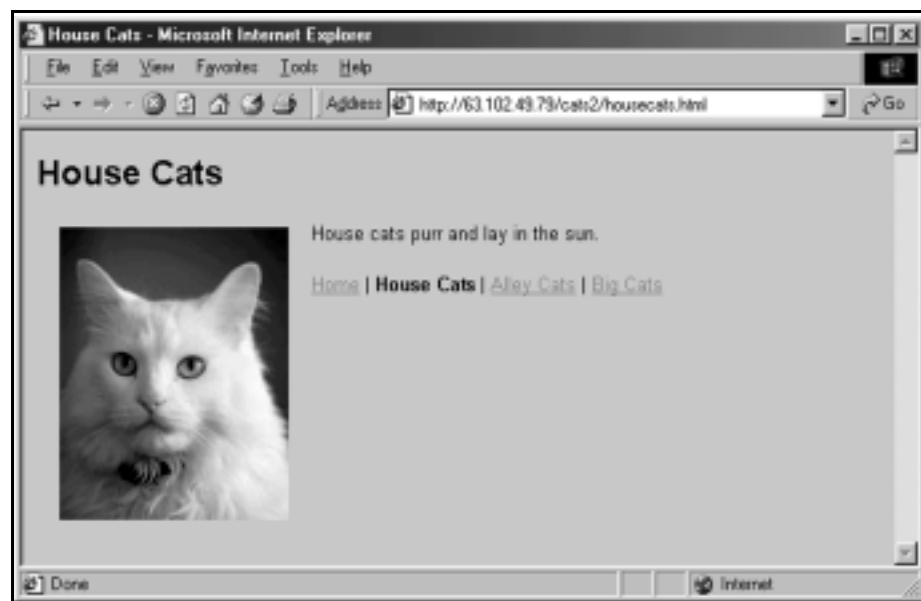 House Cats - Microsoft Internet Explorer
File Edit View Favorites Tools Help
Address http://63.102.49.79/cats2/housecats.html Go
House Cats
House cats purr and lay in the sun.
Home | House Cats | Alley Cats | Big Cats
Done Internet